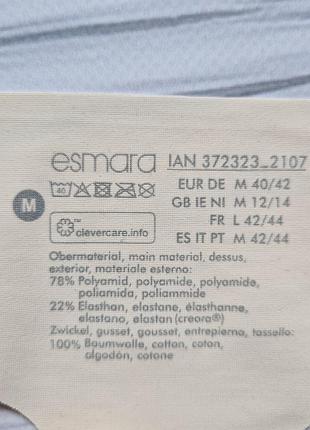 esmara IAN 372323_2107
40
EUR DE M 40/42
M
GB IE NI M 12/14
™
clevercare.info
FR L 42/44
ES IT PT M 42/44
Obermaterial, main material, dessus,
exterior, materiale esterno:
78% Polyamid, polyamide, polyamide,
poliamida, poliammide
22% Elasthan, elastane, élasthanne,
elastano, elastan (creora®)
Zwickel, gusset, gousset, entrepierna, tassello:
100% Baumwolle, cotton, coton,
algodón, cotone